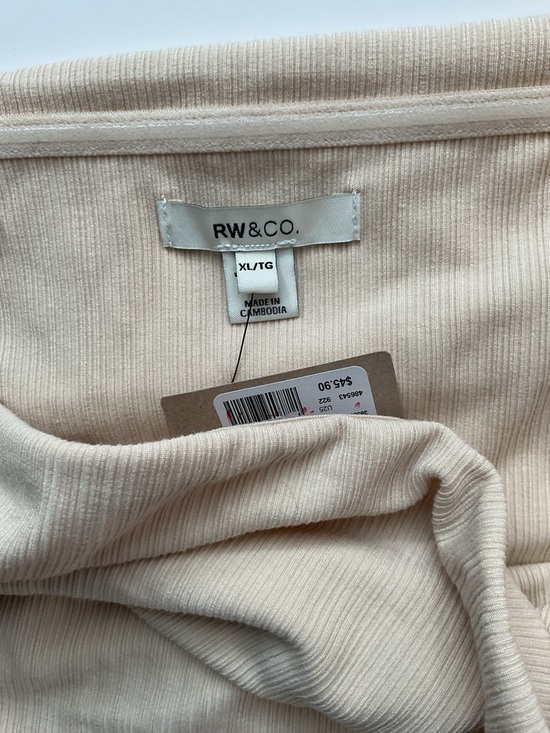 RW&CO.
XL/TG
MADE IN
CAMBODIA
$45.90
486543
922
U25